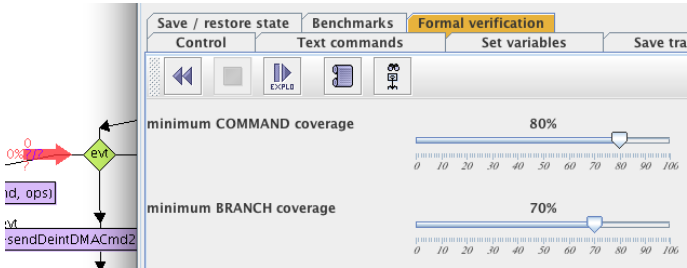 Save / restore state Benchmarks Formal verification
Control Text commands Set variables Save tra
EXPLO
minimum COMMAND coverage 80%
0 10 20 30 40 50 60 70 80 90 106
minimum BRANCH coverage 70%
0 10 20 30 40 50 60 70 80 90 106
0%
evt
nd, ops)
evt
sendDeintDMACmd2